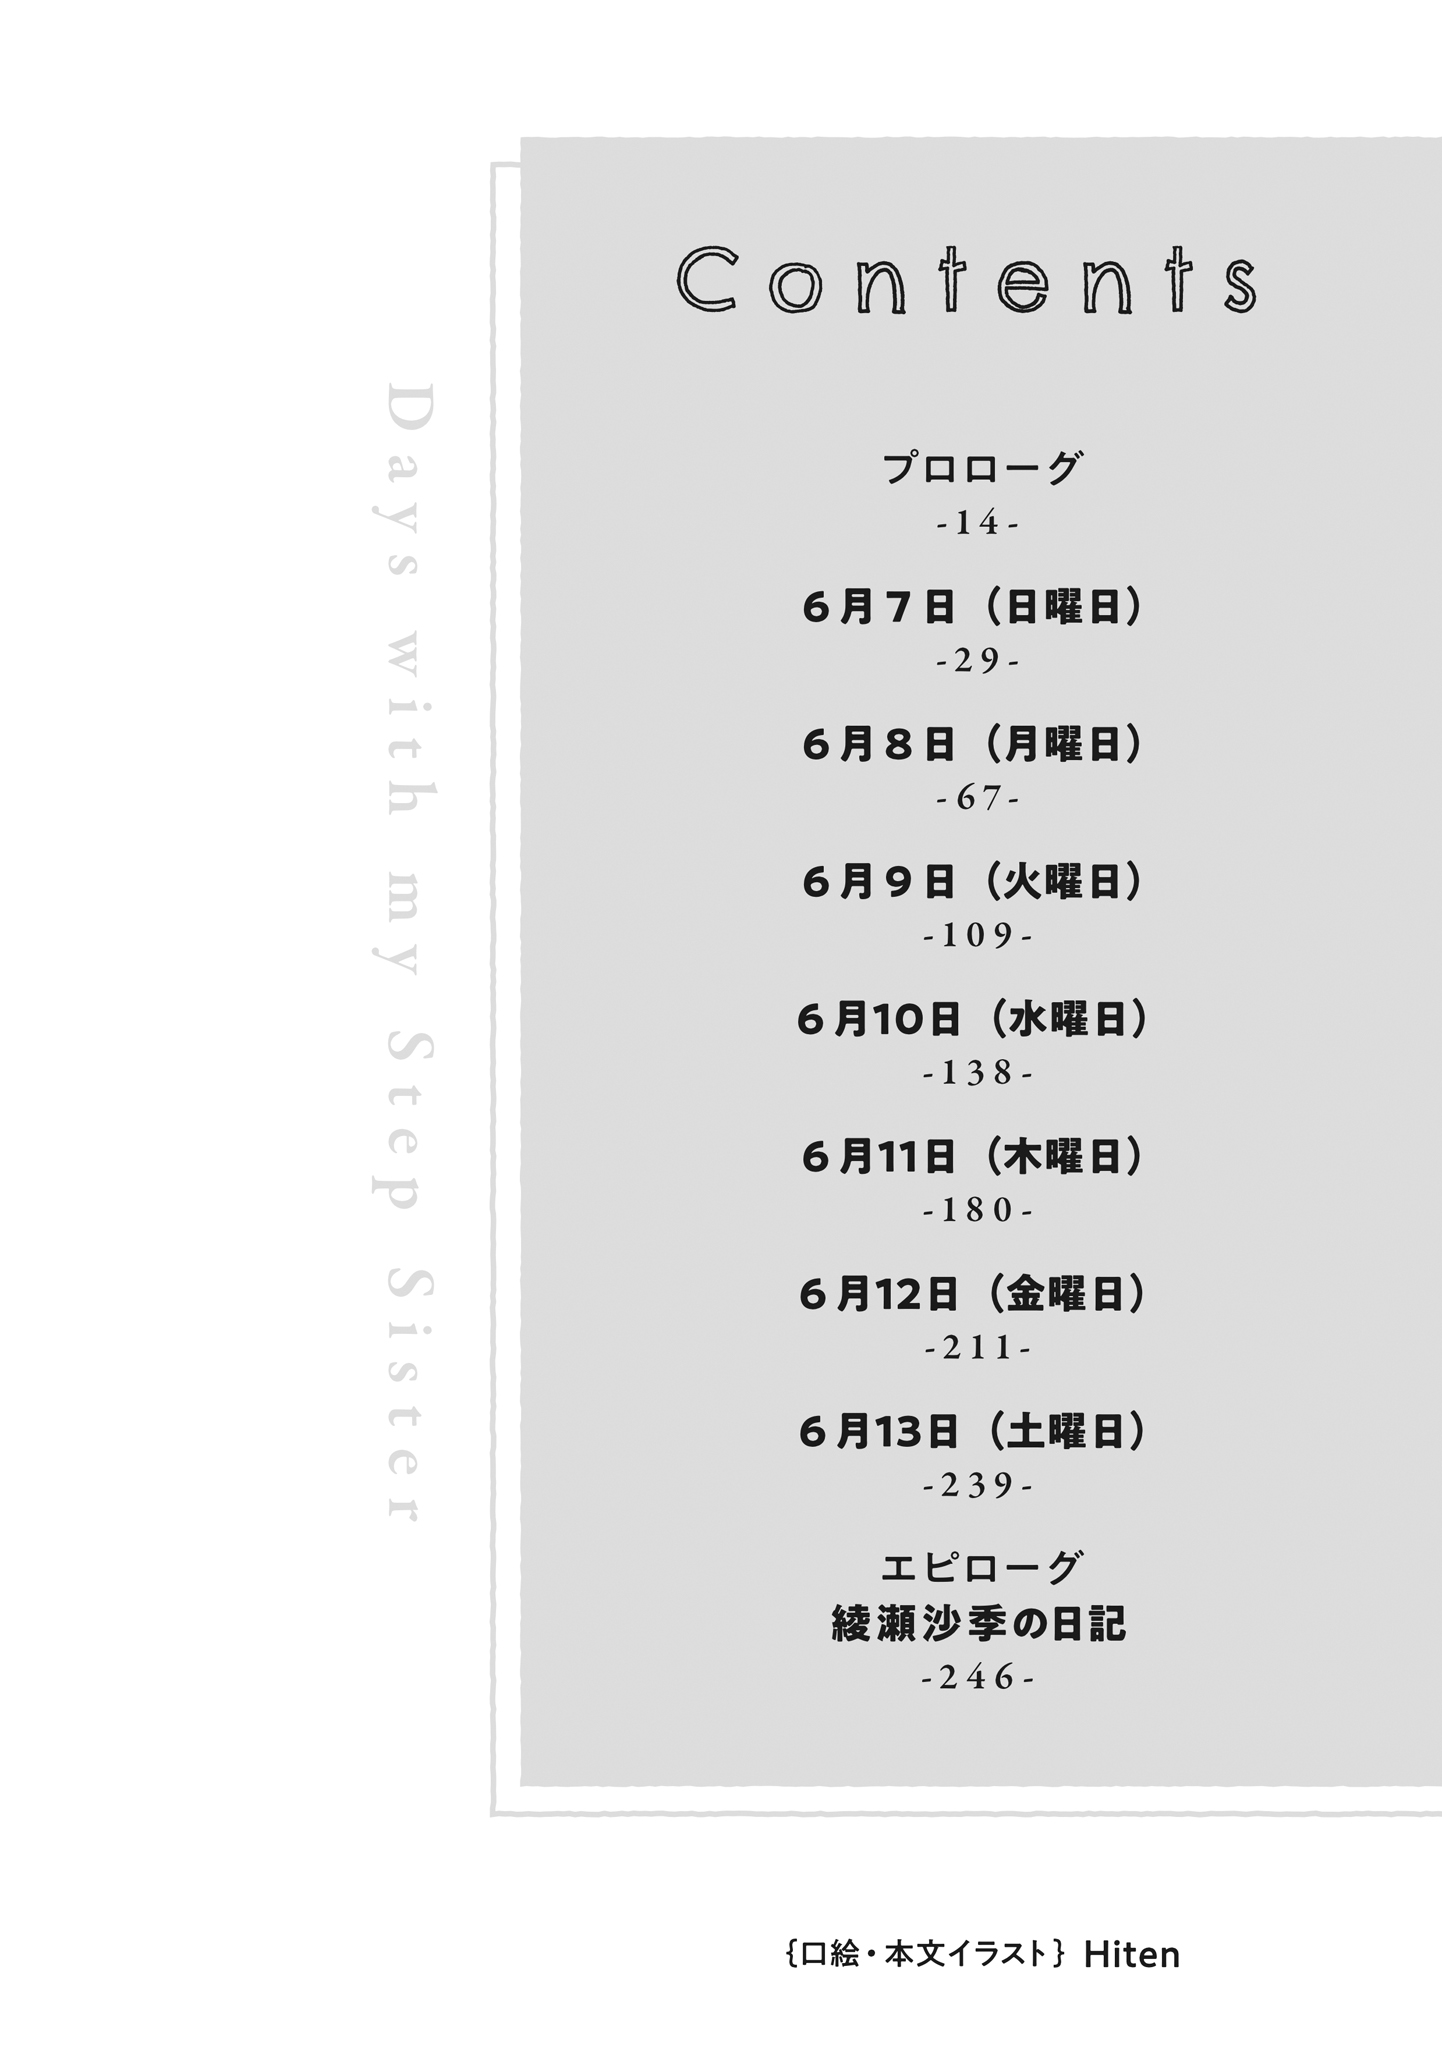 Contents
プロローグ
-14-
6月7日（日曜日）
-29-
6月8日（月曜日）
-67-
6月9日（火曜日）
-109-
6月10日（水曜日）
-138-
6月11日（木曜日）
-180-
6月12日（金曜日）
-211-
6月13日（土曜日）
-239-
エピローグ
綾瀬沙季の日記
-246-
Days with my Step Sister
{口絵・本文イラスト} Hiten